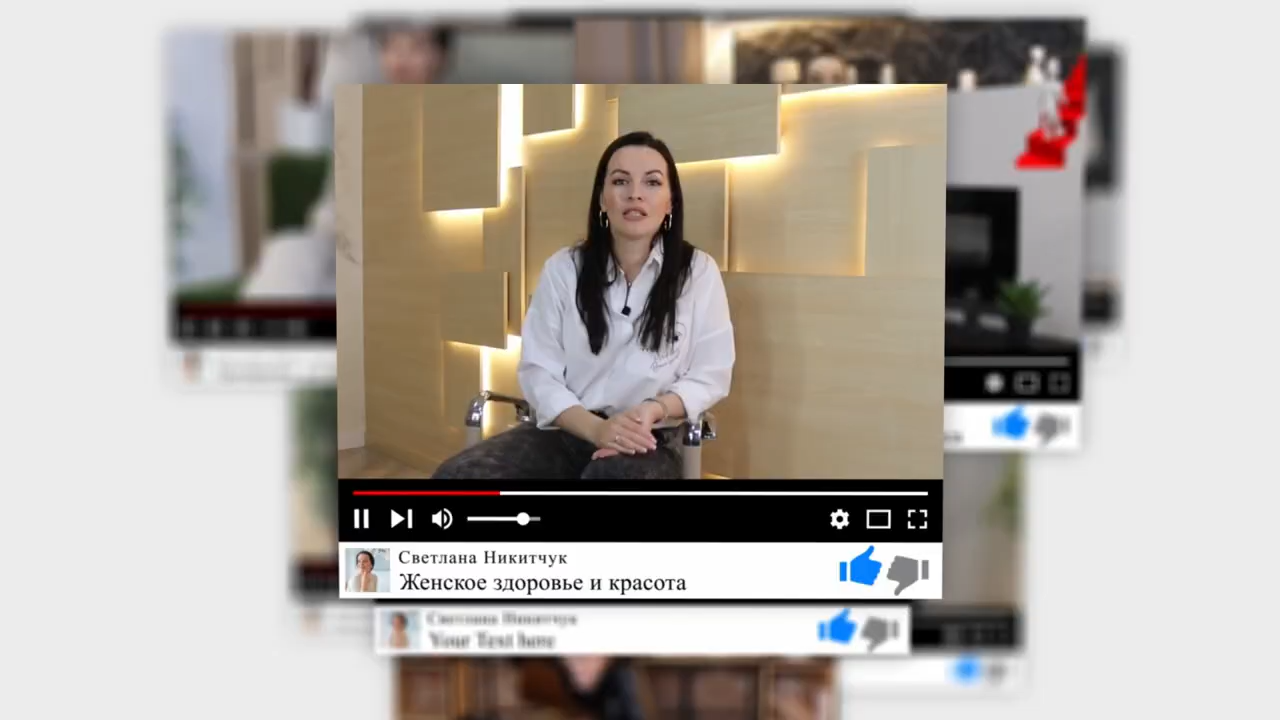 Светлана Никитчук
Женское здоровье и красота
Светлана Никитчук
Your Text here